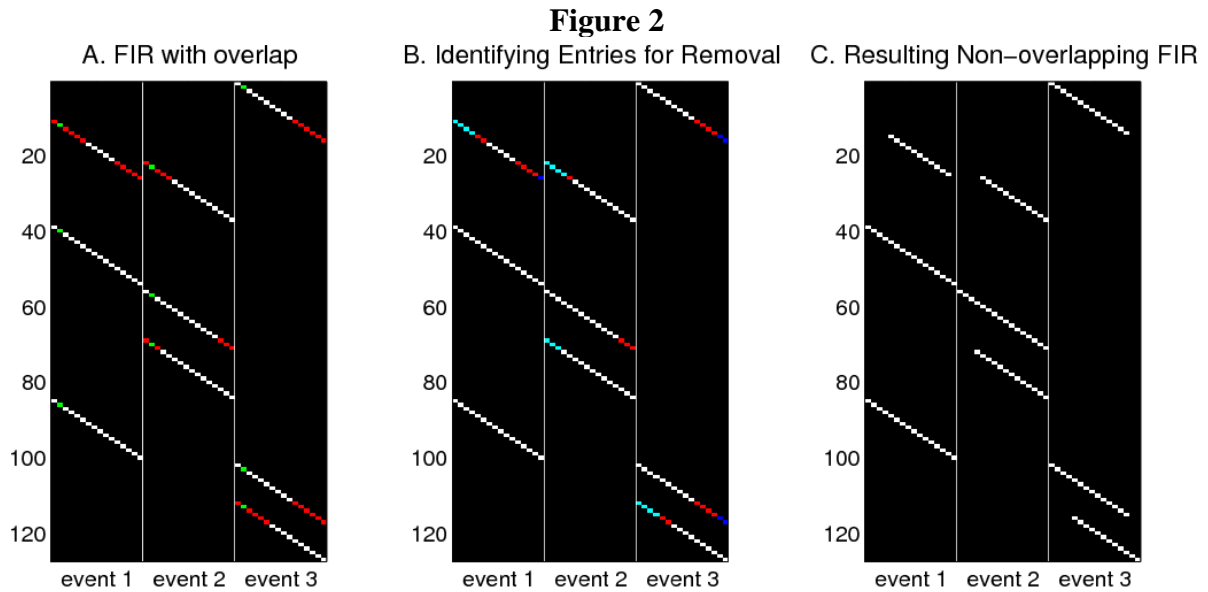 Figure 2
A. FIR with overlap
B. Identifying Entries for Removal
C. Resulting Non−overlapping FIR
20
40
60
80
100
120
event 1
event 2
event 3
20
40
60
80
100
120
event 1
event 2
event 3
20
40
60
80
100
120
event 1
event 2
event 3